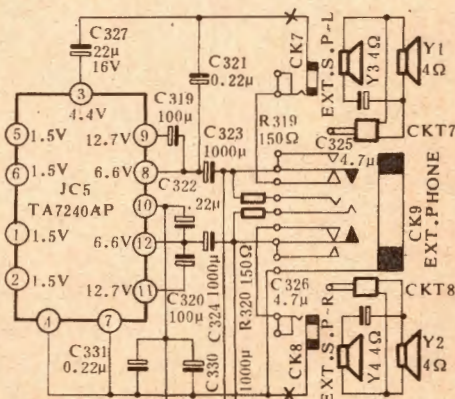 C327
22μ
16V
C321
0.22μ
CK7
EXT.S.P-L
Y3 4Ω
Y1
4Ω
3
4.4V
C319
100μ
C323
1000μ
R319
150Ω
C325
4.7μ
CKT7
5
1.5V
12.7V
9
6
1.5V
6.6V
8
JC5
TA7240AP
C322
.22μ
10
1
1.5V
6.6V
12
CK9
EXT.PHONE
2
1.5V
12.7V
11
C320
100μ
C324 1000μ
R320 150Ω
C326
4.7μ
CKT8
4
7
C331
0.22μ
C330
1000μ
CK8
EXT.S.P-R
Y4 4Ω
Y2
4Ω